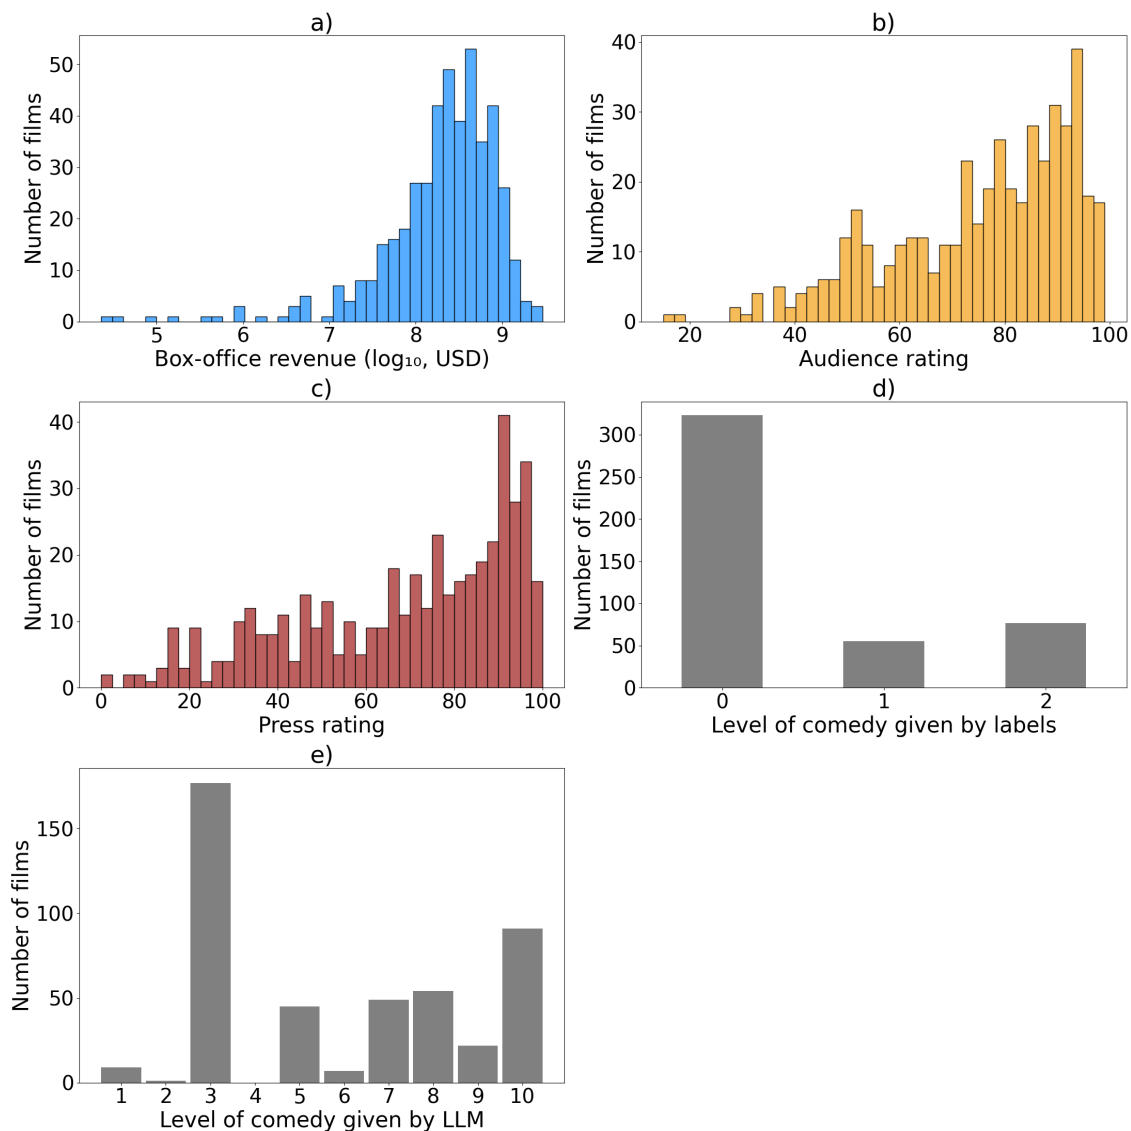 a)
Number of films
50
40
30
20
10
0
5 6 7 8 9
Box-office revenue (log₁₀, USD)
b)
Number of films
40
30
20
10
0
20 40 60 80 100
Audience rating
c)
Number of films
40
30
20
10
0
0 20 40 60 80 100
Press rating
d)
Number of films
300
250
200
150
100
50
0
0 1 2
Level of comedy given by labels
e)
Number of films
150
100
50
0
1 2 3 4 5 6 7 8 9 10
Level of comedy given by LLM